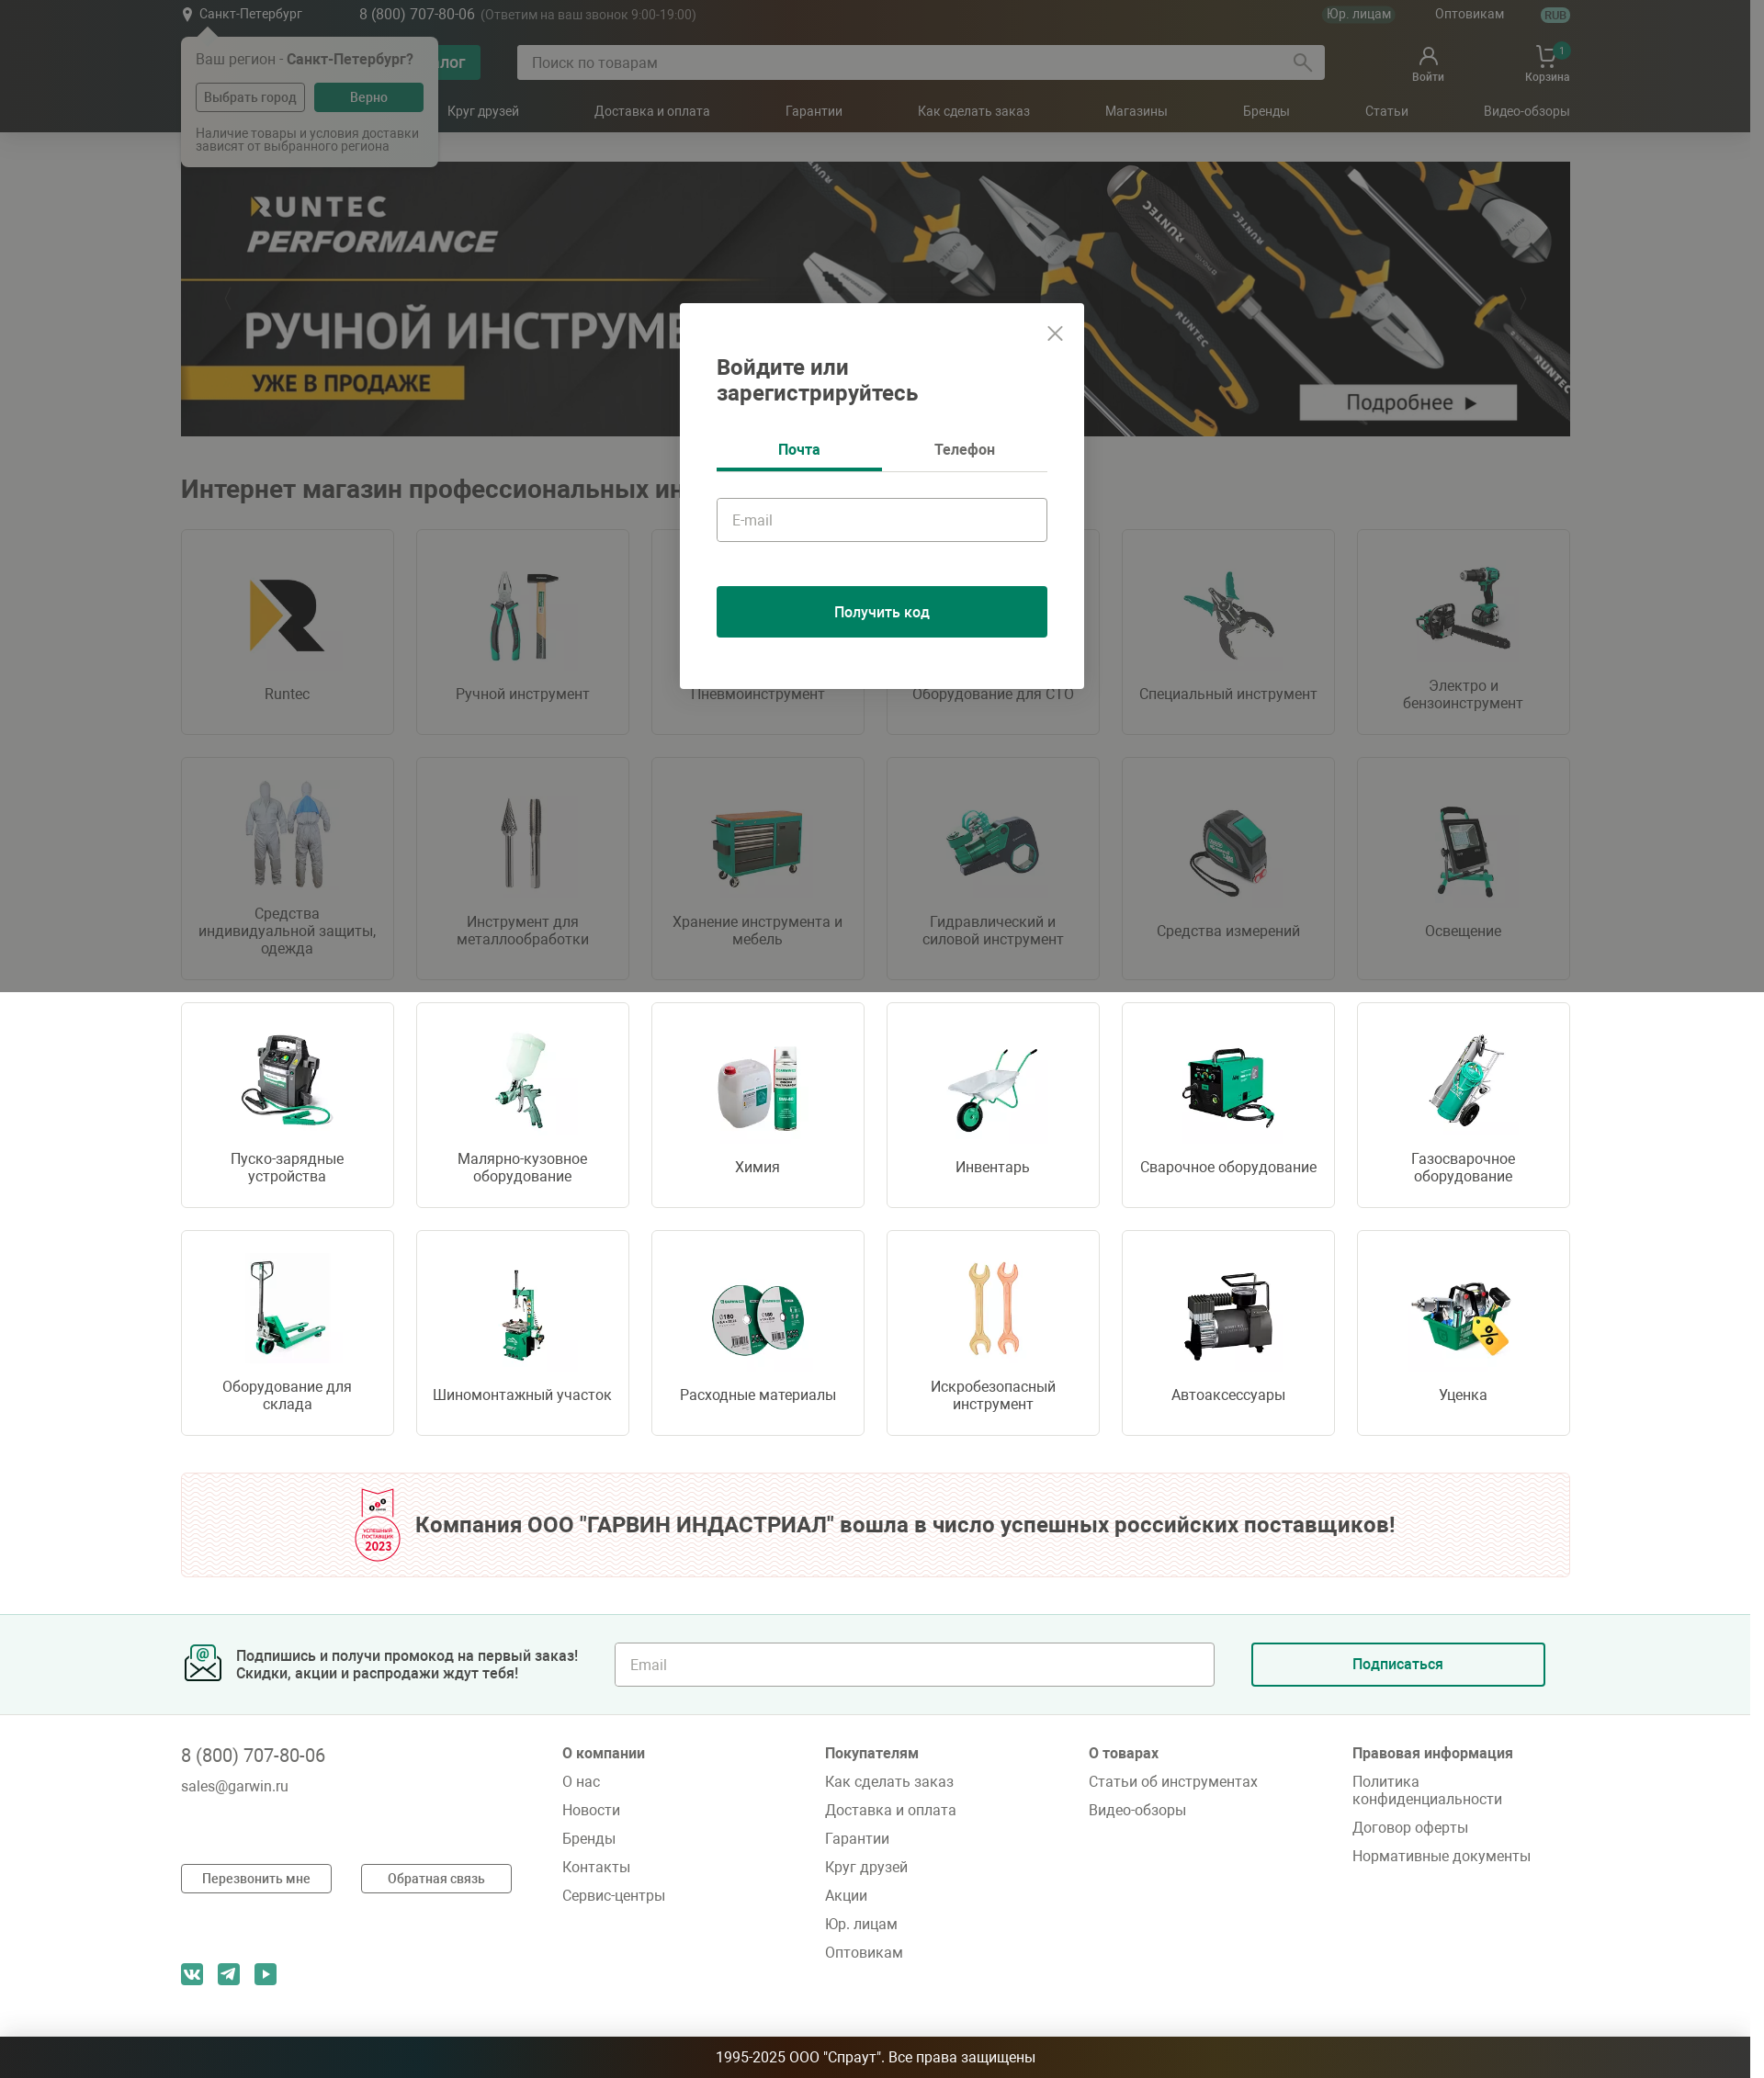 Санкт-Петербург
8 (800) 707-80-06 (Ответим на ваш звонок 9:00-19:00)
Юр. лицам
Оптовикам
RUB
Ваш регион - Санкт-Петербург?
Выбрать город
Верно
Наличие товары и условия доставки
зависят от выбранного региона
Поиск по товарам
Войти
1
Корзина
Круг друзей
Доставка и оплата
Гарантии
Как сделать заказ
Магазины
Бренды
Статьи
Видео-обзоры
RUNTEC
PERFORMANCE
РУЧНОЙ ИНСТРУМЕ
УЖЕ В ПРОДАЖЕ
Подробнее
Войдите или
зарегистрируйтесь
Почта
Телефон
E-mail
Получить код
Интернет магазин профессиональных ин
Runtec
Ручной инструмент
Пневмоинструмент
Оборудование для СТО
Специальный инструмент
Электро и
бензоинструмент
Средства
индивидуальной защиты,
одежда
Инструмент для
металлообработки
Хранение инструмента и
мебель
Гидравлический и
силовой инструмент
Средства измерений
Освещение
Пуско-зарядные
устройства
Малярно-кузовное
оборудование
Химия
Инвентарь
Сварочное оборудование
Газосварочное
оборудование
Оборудование для
склада
Шиномонтажный участок
Расходные материалы
Искробезопасный
инструмент
Автоаксессуары
Уценка
УСПЕШНЫЙ
ПОСТАВЩИК
2023
Компания ООО "ГАРВИН ИНДАСТРИАЛ" вошла в число успешных российских поставщиков!
Подпишись и получи промокод на первый заказ!
Скидки, акции и распродажи ждут тебя!
Email
Подписаться
8 (800) 707-80-06
sales@garwin.ru
Перезвонить мне
Обратная связь
О компании
О нас
Новости
Бренды
Контакты
Сервис-центры
Покупателям
Как сделать заказ
Доставка и оплата
Гарантии
Круг друзей
Акции
Юр. лицам
Оптовикам
О товарах
Статьи об инструментах
Видео-обзоры
Правовая информация
Политика
конфиденциальности
Договор оферты
Нормативные документы
1995-2025 ООО "Спраут". Все права защищены